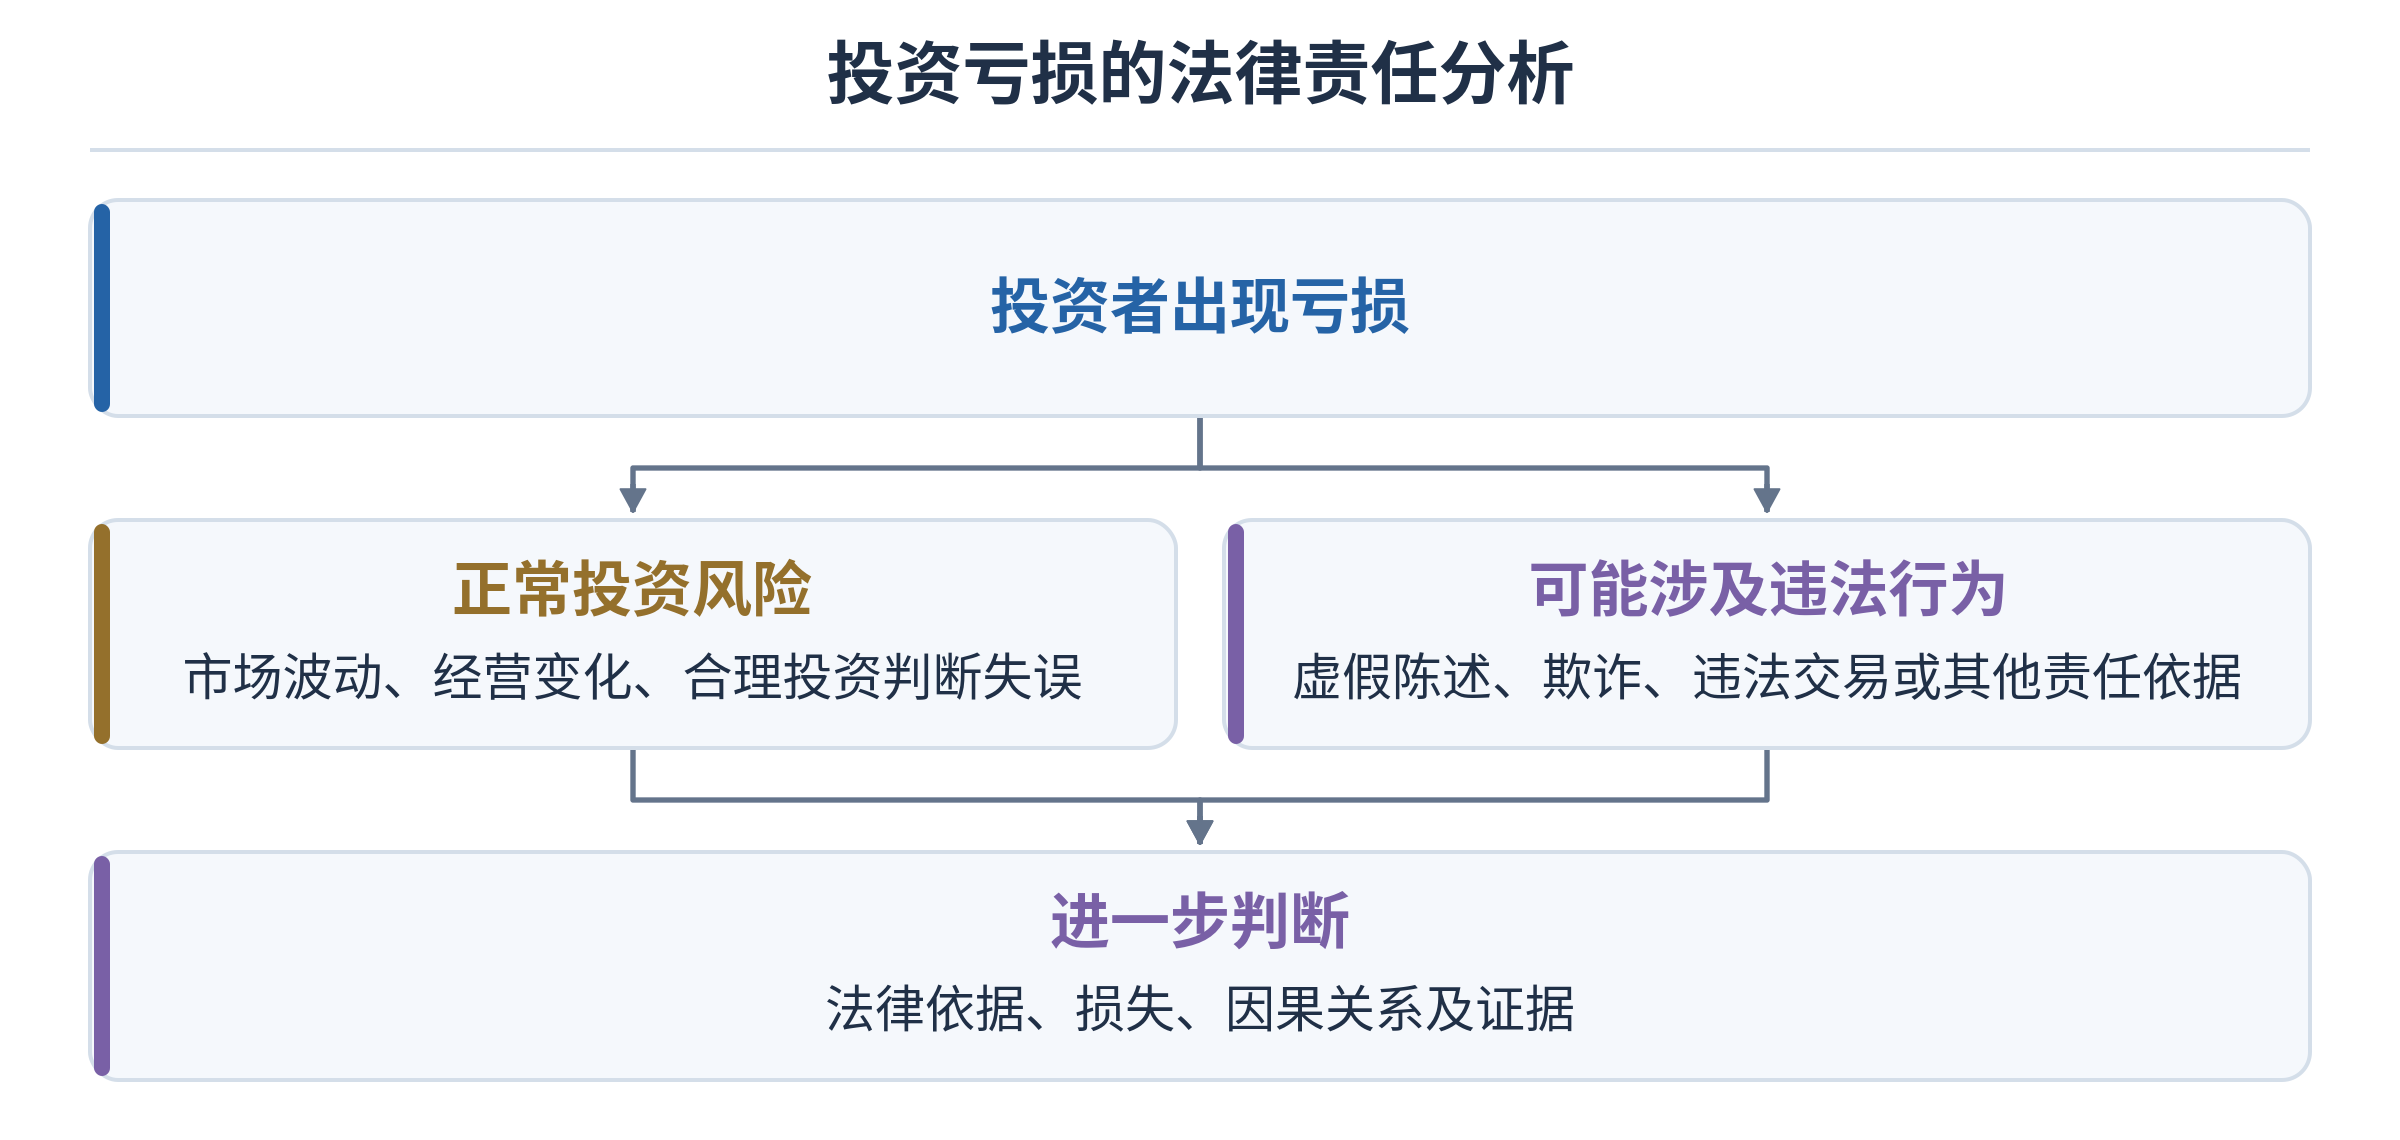 投资亏损的法律责任分析
投资者出现亏损
正常投资风险
市场波动、经营变化、合理投资判断失误
可能涉及违法行为
虚假陈述、欺诈、违法交易或其他责任依据
进一步判断
法律依据、损失、因果关系及证据